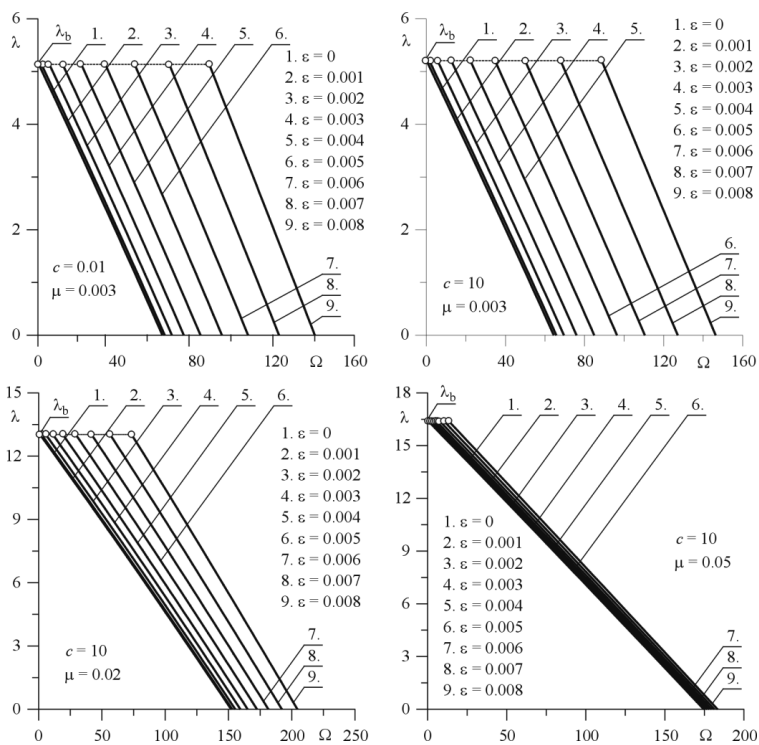 6
λ
λb
1.
2.
3.
4.
5.
6.
1. ε = 0
2. ε = 0.001
3. ε = 0.002
4. ε = 0.003
5. ε = 0.004
6. ε = 0.005
7. ε = 0.006
8. ε = 0.007
9. ε = 0.008
4
2
c = 0.01
μ = 0.003
7.
8.
9.
0
0 40 80 120 Ω 160
6
λ
λb
1.
2.
3.
4.
5.
1. ε = 0
2. ε = 0.001
3. ε = 0.002
4. ε = 0.003
5. ε = 0.004
6. ε = 0.005
7. ε = 0.006
8. ε = 0.007
9. ε = 0.008
4
2
c = 10
μ = 0.003
6.
7.
8.
9.
0
0 40 80 120 Ω 160
15
λ
λb
1.
2.
3.
4.
5.
6.
12
1. ε = 0
2. ε = 0.001
3. ε = 0.002
4. ε = 0.003
5. ε = 0.004
6. ε = 0.005
7. ε = 0.006
8. ε = 0.007
9. ε = 0.008
9
6
3
c = 10
μ = 0.02
7.
8.
9.
0
0 50 100 150 200 Ω 250
18
λ
λb
1.
2.
3.
4.
5.
6.
15
12
9
c = 10
μ = 0.05
1. ε = 0
2. ε = 0.001
3. ε = 0.002
4. ε = 0.003
5. ε = 0.004
6. ε = 0.005
7. ε = 0.006
8. ε = 0.007
9. ε = 0.008
6
3
7.
8.
9.
0
0 50 100 150 Ω 200